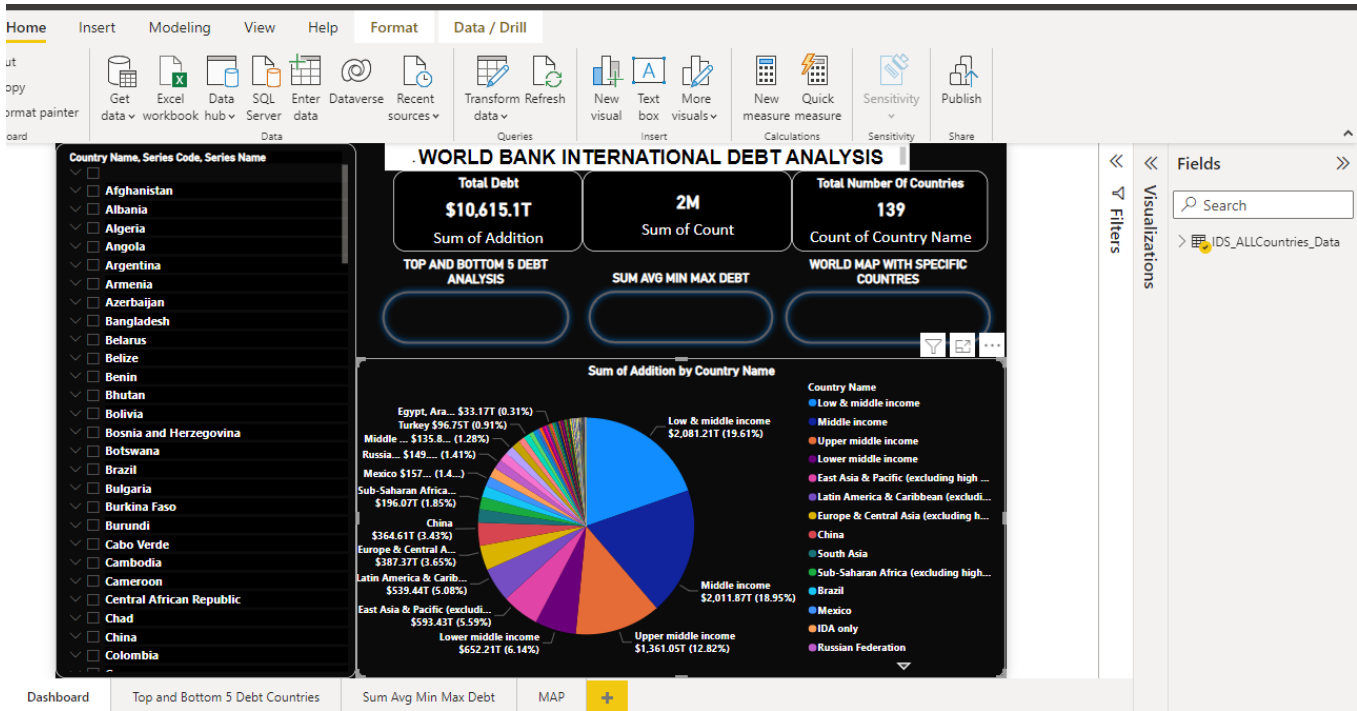 Home Insert Modeling View Help Format Data / Drill
ut
opy
ormat painter
oard
Get data
Excel workbook
Data hub
SQL Server
Enter data
Dataverse
Recent sources
Data
Transform data
Refresh
Queries
New visual
Text box
More visuals
Insert
New measure
Quick measure
Calculations
Sensitivity
Sensitivity
Publish
Share
Country Name, Series Code, Series Name
Afghanistan
Albania
Algeria
Angola
Argentina
Armenia
Azerbaijan
Bangladesh
Belarus
Belize
Benin
Bhutan
Bolivia
Bosnia and Herzegovina
Botswana
Brazil
Bulgaria
Burkina Faso
Burundi
Cabo Verde
Cambodia
Cameroon
Central African Republic
Chad
China
Colombia
. WORLD BANK INTERNATIONAL DEBT ANALYSIS
Total Debt
$10,615.1T
Sum of Addition
2M
Sum of Count
Total Number Of Countries
139
Count of Country Name
TOP AND BOTTOM 5 DEBT
ANALYSIS
SUM AVG MIN MAX DEBT
WORLD MAP WITH SPECIFIC
COUNTRES
Sum of Addition by Country Name
Egypt, Ara... $33.17T (0.31%)
Turkey $96.75T (0.91%)
Middle ... $135.8... (1.28%)
Russia... $149.... (1.41%)
Mexico $157... (1.4...)
Sub-Saharan Africa...
$196.07T (1.85%)
China
$364.61T (3.43%)
Europe & Central A...
$387.37T (3.65%)
Latin America & Carib...
$539.44T (5.08%)
East Asia & Pacific (excludi...
$593.43T (5.59%)
Lower middle income
$652.21T (6.14%)
Low & middle income
$2,081.21T (19.61%)
Middle income
$2,011.87T (18.95%)
Upper middle income
$1,361.05T (12.82%)
Country Name
Low & middle income
Middle income
Upper middle income
Lower middle income
East Asia & Pacific (excluding high ...
Latin America & Caribbean (excludi...
Europe & Central Asia (excluding h...
China
South Asia
Sub-Saharan Africa (excluding high...
Brazil
Mexico
IDA only
Russian Federation
Filters
Visualizations
Fields
Search
IDS_ALLCountries_Data
Dashboard Top and Bottom 5 Debt Countries Sum Avg Min Max Debt MAP +